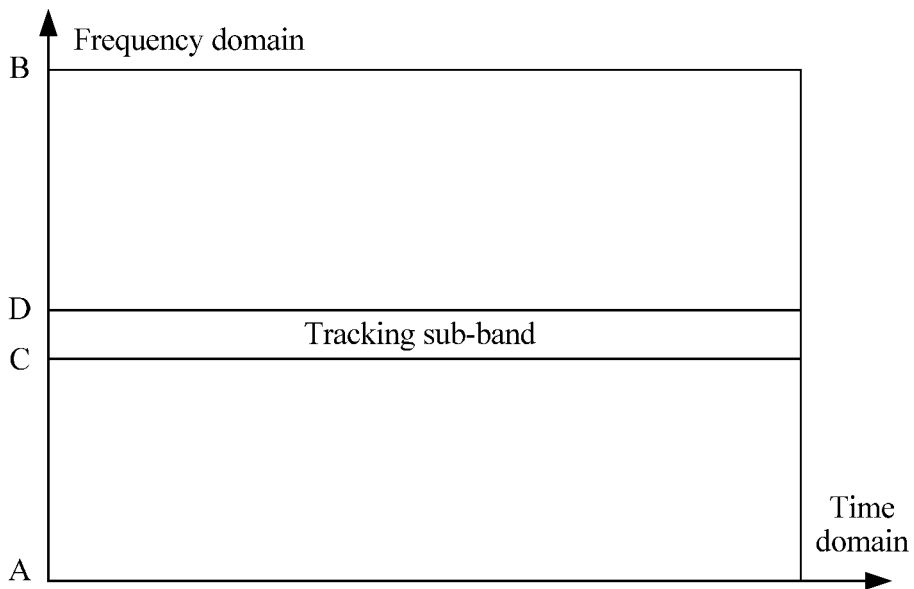 Frequency domain
B
D
Tracking sub-band
C
Time
domain
A